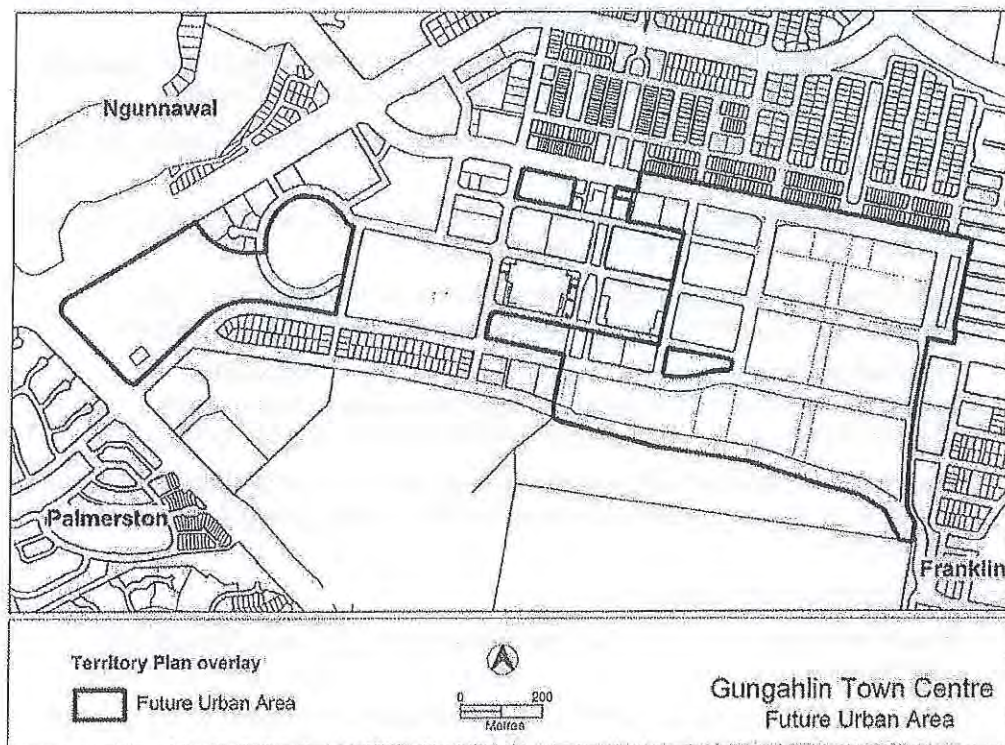 Ngunnawal
Palmerston
Franklin
Territory Plan overlay
Future Urban Area
0 200
Metres
Gungahlin Town Centre
Future Urban Area